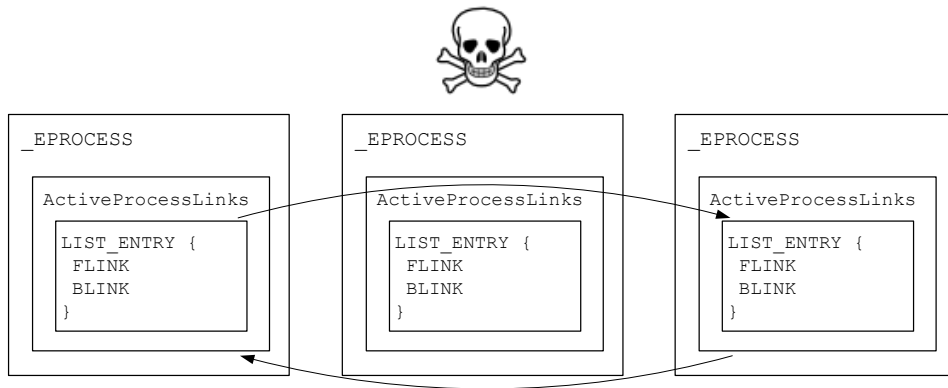 _EPROCESS
ActiveProcessLinks
LIST_ENTRY {
FLINK
BLINK
}
_EPROCESS
ActiveProcessLinks
LIST_ENTRY {
FLINK
BLINK
}
_EPROCESS
ActiveProcessLinks
LIST_ENTRY {
FLINK
BLINK
}